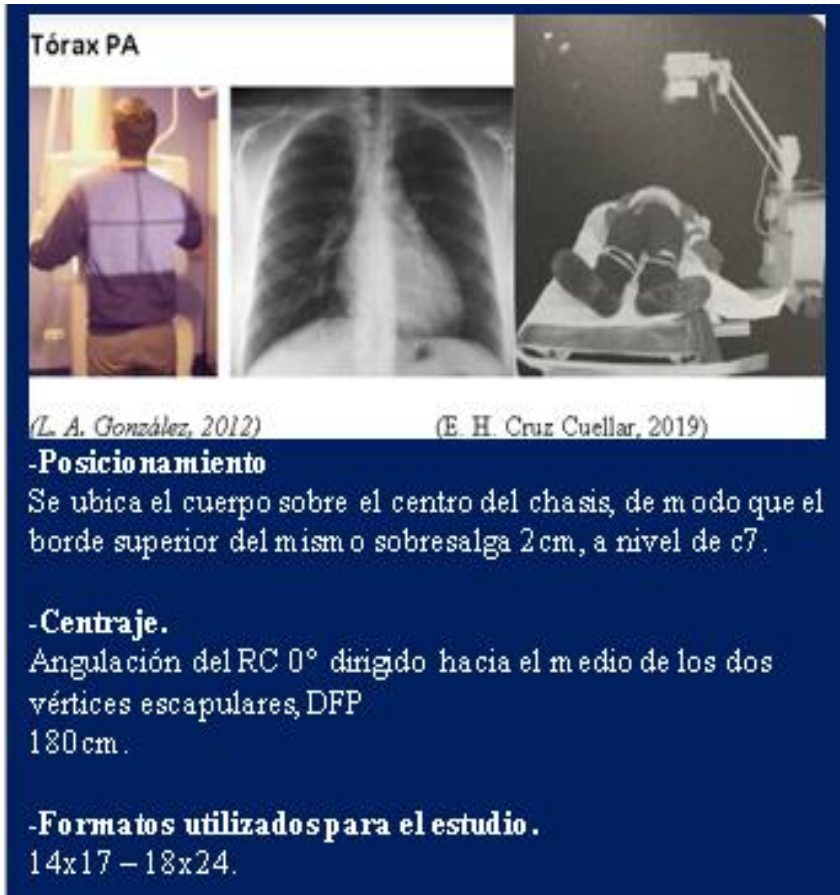 Tórax PA
(L. A. González, 2012)
(E. H. Cruz Cuellar, 2019)
-Posicionamiento
Se ubica el cuerpo sobre el centro del chasis, de modo que el
borde superior del mismo sobresalga 2cm, a nivel de c7.
-Centraje.
Angulación del RC 0° dirigido hacia el medio de los dos
vértices escapulares, DFP
180cm.
-Formatos utilizados para el estudio.
14x17 – 18x24.